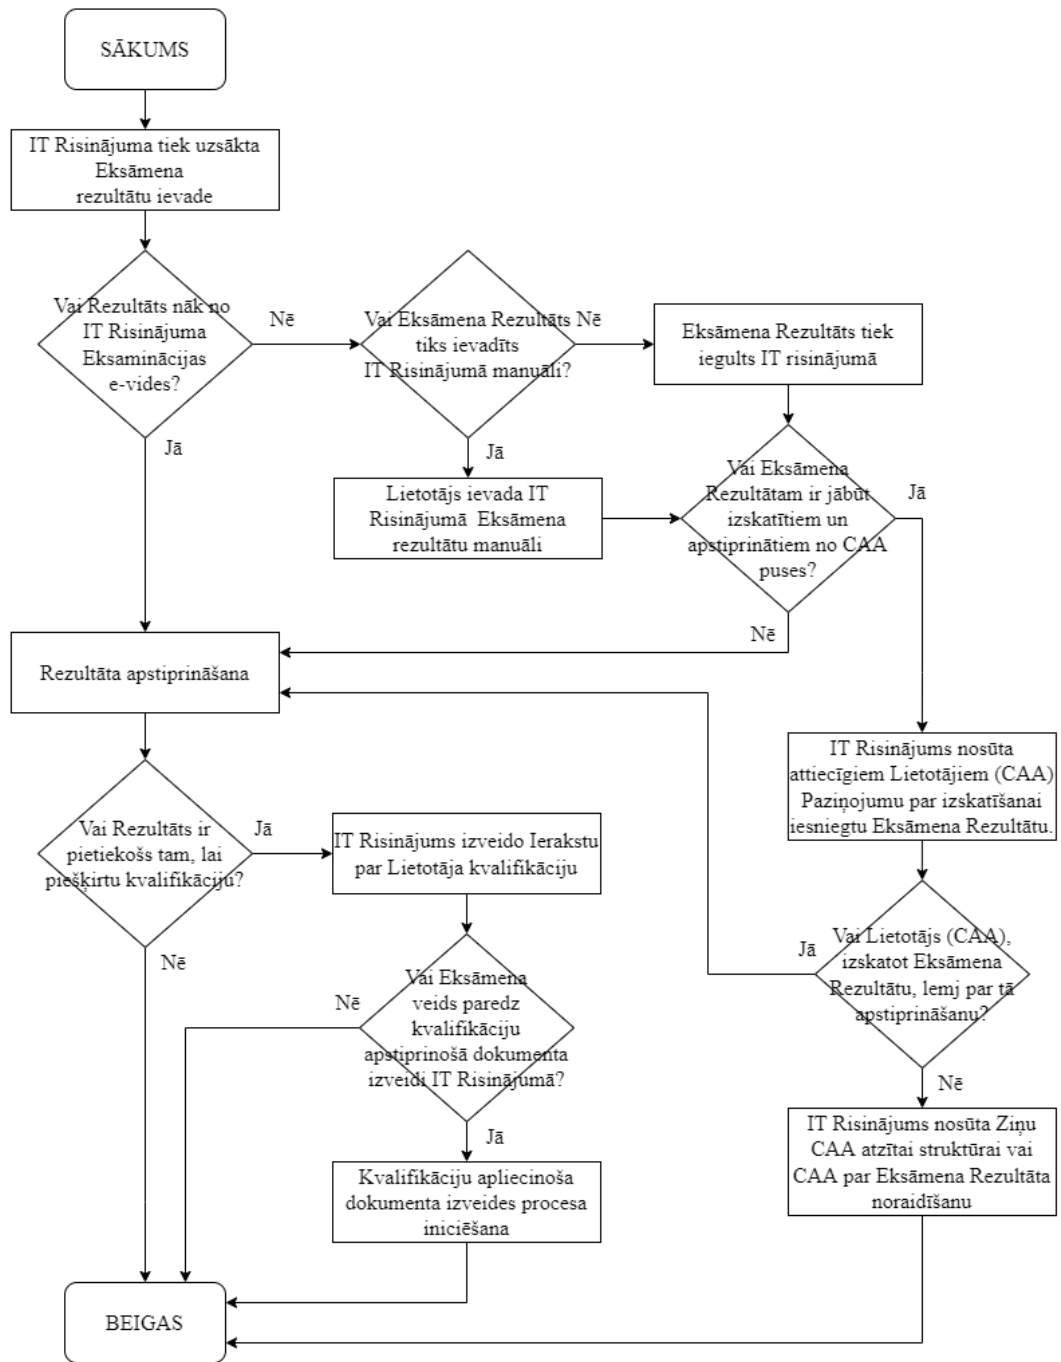 SĀKUMS
IT Risinājuma tiek uzsākta
Eksāmena
rezultātu ievade
Vai Rezultāts nāk no
IT Risinājuma
Eksaminācijas
e-vides?
Nē
Jā
Vai Eksāmena Rezultāts
tiks ievadīts
IT Risinājumā manuāli?
Nē
Jā
Eksāmena Rezultāts tiek
iegults IT risinājumā
Lietotājs ievada IT
Risinājumā Eksāmena
rezultātu manuāli
Vai Eksāmena
Rezultātam ir jābūt
izskatītiem un
apstiprinātiem no CAA
puses?
Jā
Nē
Rezultāta apstiprināšana
IT Risinājums nosūta
attiecīgiem Lietotājiem (CAA)
Paziņojumu par izskatīšanai
iesniegtu Eksāmena Rezultātu.
Vai Rezultāts ir
pietiekošs tam, lai
piešķirtu kvalifikāciju?
Jā
Nē
IT Risinājums izveido Ierakstu
par Lietotāja kvalifikāciju
Vai Lietotājs (CAA),
izskatot Eksāmena
Rezultātu, lemj par tā
apstiprināšanu?
Jā
Nē
Vai Eksāmena
veids paredz
kvalifikāciju
apstiprinošā dokumenta
izveidi IT Risinājumā?
Nē
Jā
IT Risinājums nosūta Ziņu
CAA atzītai struktūrai vai
CAA par Eksāmena Rezultāta
noraidīšanu
Kvalifikāciju apliecinoša
dokumenta izveides procesa
iniciēšana
BEIGAS